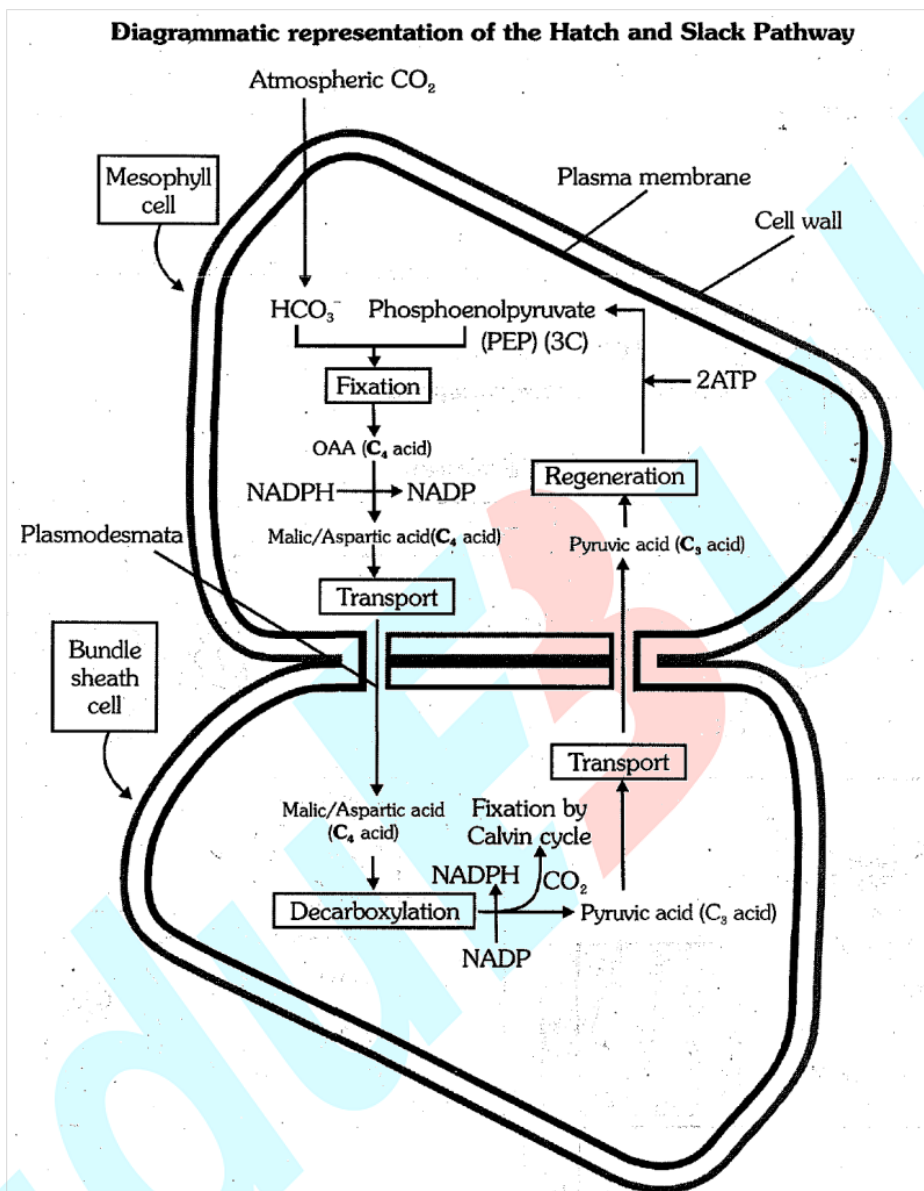 Diagrammatic representation of the Hatch and Slack Pathway
Atmospheric CO₂
Mesophyll
cell
Plasma membrane
Cell wall
HCO₃⁻
Phosphoenolpyruvate
(PEP) (3C)
Fixation
2ATP
OAA (C₄ acid)
Regeneration
NADPH
NADP
Plasmodesmata
Malic/Aspartic acid(C₄ acid)
Pyruvic acid (C₃ acid)
Transport
Bundle
sheath
cell
Transport
Malic/Aspartic acid
(C₄ acid)
Fixation by
Calvin cycle
NADPH
CO₂
Decarboxylation
Pyruvic acid (C₃ acid)
NADP